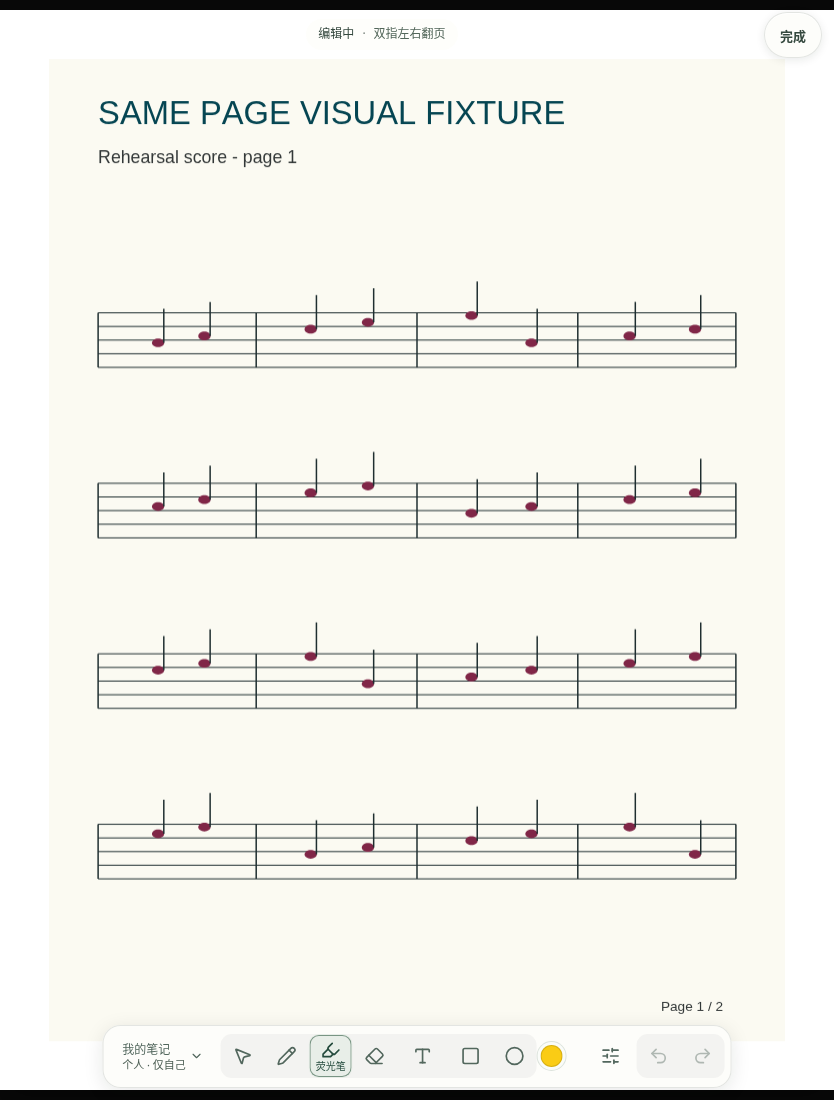 编辑中 · 双指左右翻页
完成
SAME PAGE VISUAL FIXTURE
Rehearsal score - page 1
Page 1 / 2
我的笔记
个人 · 仅自己
荧光笔